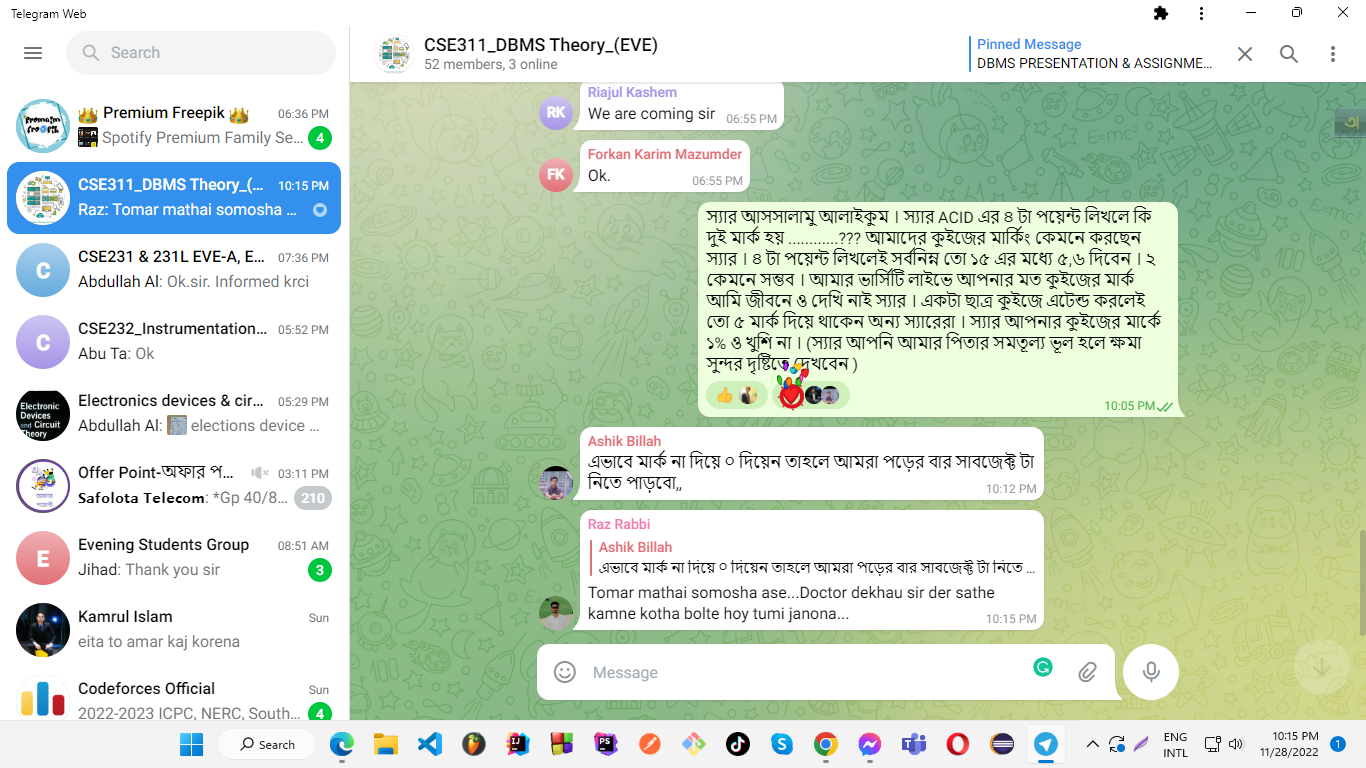 Telegram Web
Search
Premium Freepik
06:36 PM
Spotify Premium Family Se...
4
CSE311_DBMS Theory_(...
10:15 PM
Raz: Tomar mathai somosha ...
CSE231 & 231L EVE-A, E...
07:36 PM
C
Abdullah Al: Ok.sir. Informed krci
CSE232_Instrumentation...
05:52 PM
C
Abu Ta: Ok
Electronics devices & cir...
05:29 PM
Electronic
Devices
and Circuit
Theory
Abdullah Al: elections device ...
Offer Point-অফার প...
03:11 PM
অফার
পয়েন্ট
Safolota Telecom: *Gp 40/8...
210
Evening Students Group
08:51 AM
E
Jihad: Thank you sir
3
Kamrul Islam
Sun
eita to amar kaj korena
Codeforces Official
Sun
2022-2023 ICPC, NERC, South...
4
CSE311_DBMS Theory_(EVE)
52 members, 3 online
Pinned Message
DBMS PRESENTATION & ASSIGNME...
Riajul Kashem
RK
We are coming sir
06:55 PM
Forkan Karim Mazumder
FK
Ok.
06:55 PM
স্যার আসসালামু আলাইকুম । স্যার ACID এর ৪ টা পয়েন্ট লিখলে কি
দুই মার্ক হয় ............??? আমাদের কুইজের মার্কিং কেমনে করছেন
স্যার । ৪ টা পয়েন্ট লিখলেই সর্বনিম্ন তো ১৫ এর মধ্যে ৫,৬ দিবেন । ২
কেমনে সম্ভব । আমার ভার্সিটি লাইভে আপনার মত কুইজের মার্ক
আমি জীবনে ও দেখি নাই স্যার । একটা ছাত্র কুইজে এটেন্ড করলেই
তো ৫ মার্ক দিয়ে থাকেন অন্য স্যারেরা । স্যার আপনার কুইজের মার্কে
১% ও খুশি না । (স্যার আপনি আমার পিতার সমতূল্য ভূল হলে ক্ষমা
সুন্দর দৃষ্টিতে দেখবেন )
10:05 PM
Ashik Billah
এভাবে মার্ক না দিয়ে ০ দিয়েন তাহলে আমরা পড়ের বার সাবজেক্ট টা
নিতে পাড়বো,,
10:12 PM
Raz Rabbi
Ashik Billah
এভাবে মার্ক না দিয়ে ০ দিয়েন তাহলে আমরা পড়ের বার সাবজেক্ট টা নিতে ...
Tomar mathai somosha ase...Doctor dekhau sir der sathe
kamne kotha bolte hoy tumi janona...
10:15 PM
Message
Search
ENG
INTL
10:15 PM
11/28/2022
1